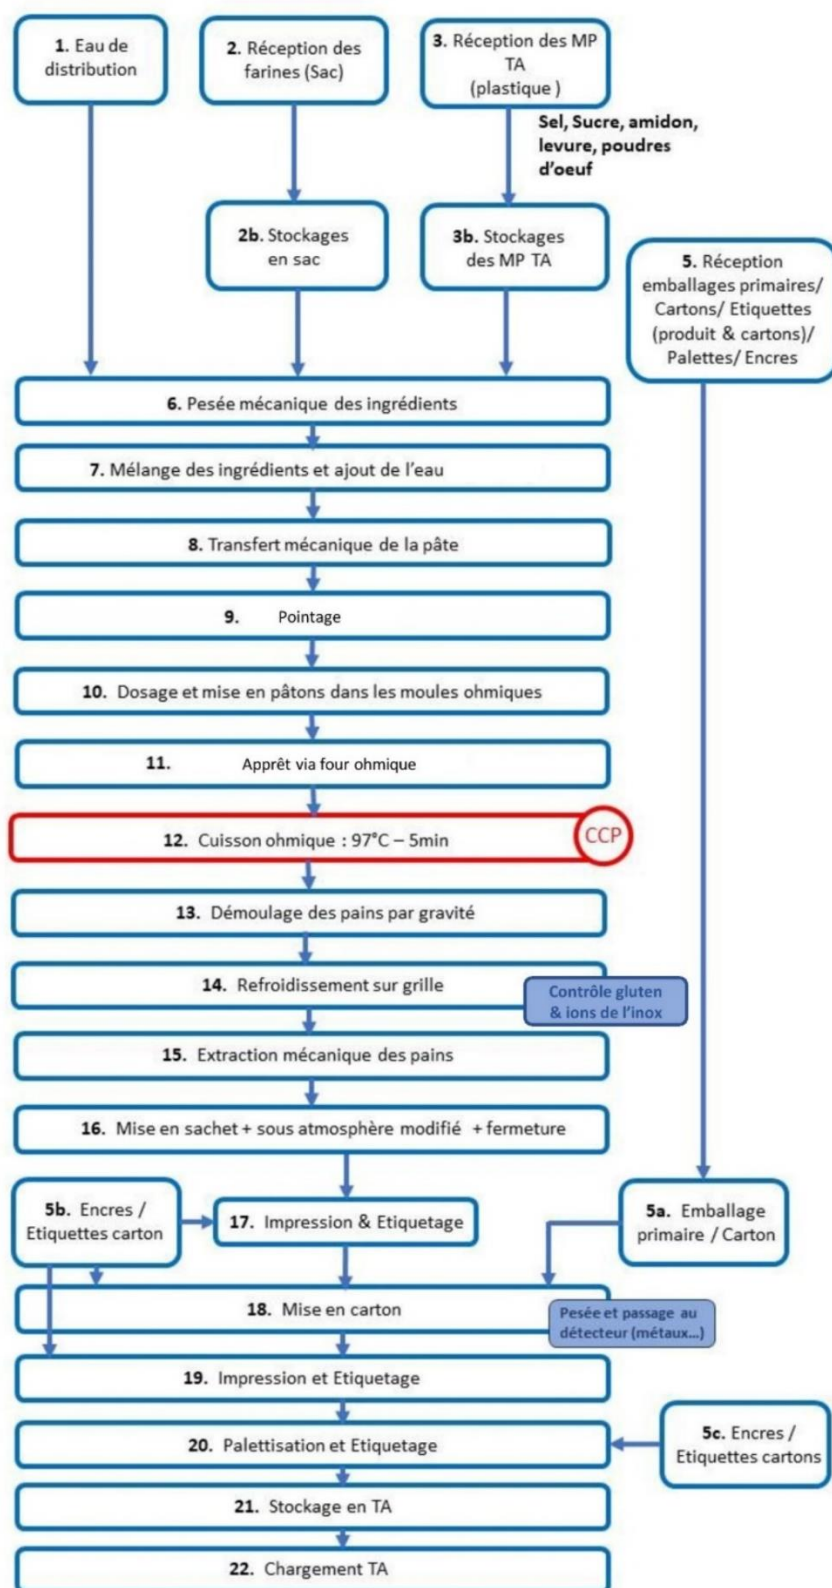 1. Eau de
distribution
2. Réception des
farines (Sac)
3. Réception des MP
TA
(plastique )
Sel, Sucre, amidon,
levure, poudres
d’oeuf
2b. Stockages
en sac
3b. Stockages
des MP TA
5. Réception
emballages primaires/
Cartons/ Etiquettes
(produit & cartons)/
Palettes/ Encres
6. Pesée mécanique des ingrédients
7. Mélange des ingrédients et ajout de l’eau
8. Transfert mécanique de la pâte
9. Pointage
10. Dosage et mise en pâtons dans les moules ohmiques
11. Apprêt via four ohmique
12. Cuisson ohmique : 97°C – 5min
CCP
13. Démoulage des pains par gravité
14. Refroidissement sur grille
Contrôle gluten
& ions de l’inox
15. Extraction mécanique des pains
16. Mise en sachet + sous atmosphère modifié + fermeture
5b. Encres /
Etiquettes carton
17. Impression & Etiquetage
5a. Emballage
primaire / Carton
18. Mise en carton
Pesée et passage au
détecteur (métaux...)
19. Impression et Etiquetage
20. Palettisation et Etiquetage
5c. Encres /
Etiquettes cartons
21. Stockage en TA
22. Chargement TA